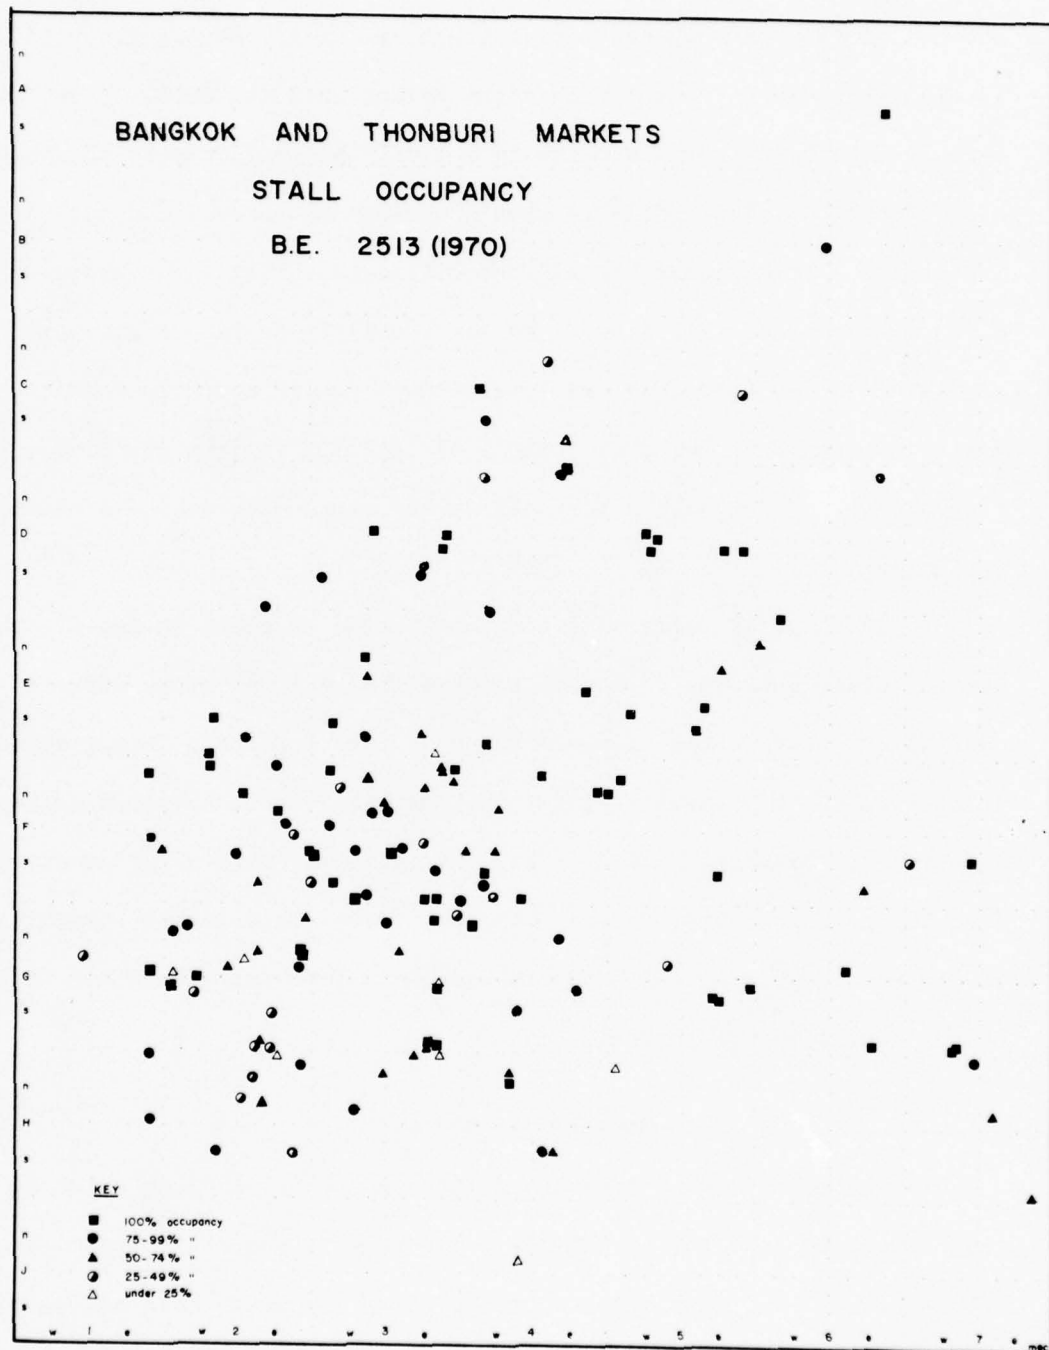 BANGKOK AND THONBURI MARKETS
STALL OCCUPANCY
B.E. 2513 (1970)
n
A
s
n
B
s
n
C
s
n
D
s
n
E
s
n
F
s
n
G
s
n
H
s
n
J
s
KEY
100% occupancy
75-99% "
50-74% "
25-49% "
under 25%
w 1 e w 2 e w 3 e w 4 e w 5 e w 6 e w 7 e